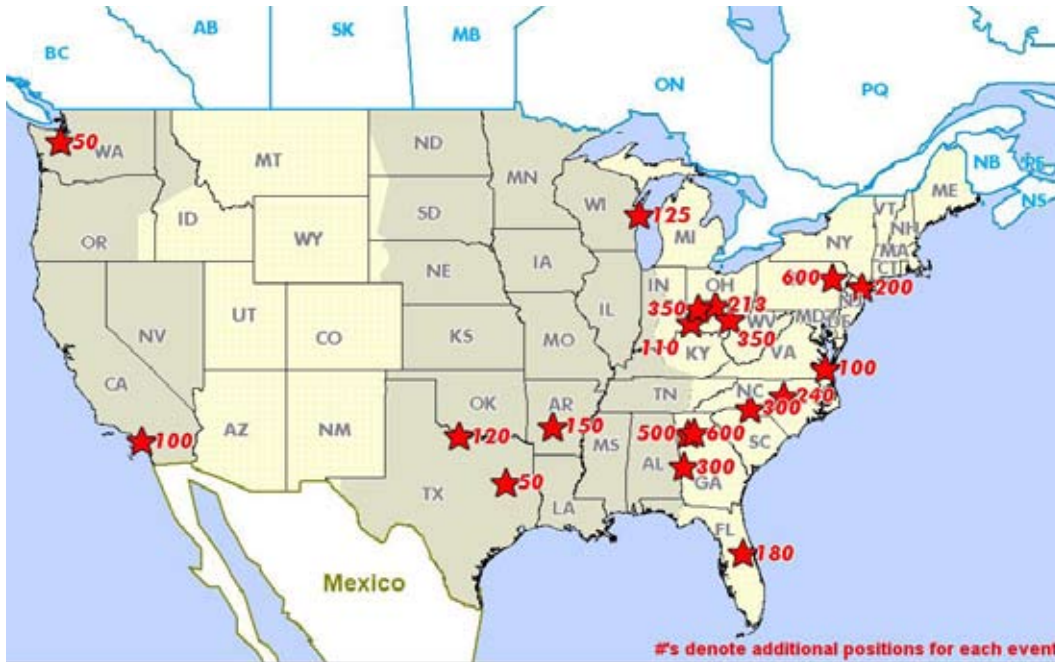 AB
SK
MB
BC
ON
PQ
NB
PE
NS
50
WA
MT
ND
MN
ME
VT
NH
ID
SD
WI
125
MI
NY
MA
OR
WY
CT
IA
NE
600
200
NJ
IN
OH
350
213
NV
UT
IL
WV
MD
DE
CO
KS
MO
110
KY
350
VA
CA
100
TN
NC
240
OK
AR
300
AZ
NM
120
150
500
600
SC
100
MS
AL
300
GA
TX
50
LA
FL
180
Mexico
#'s denote additional positions for each event